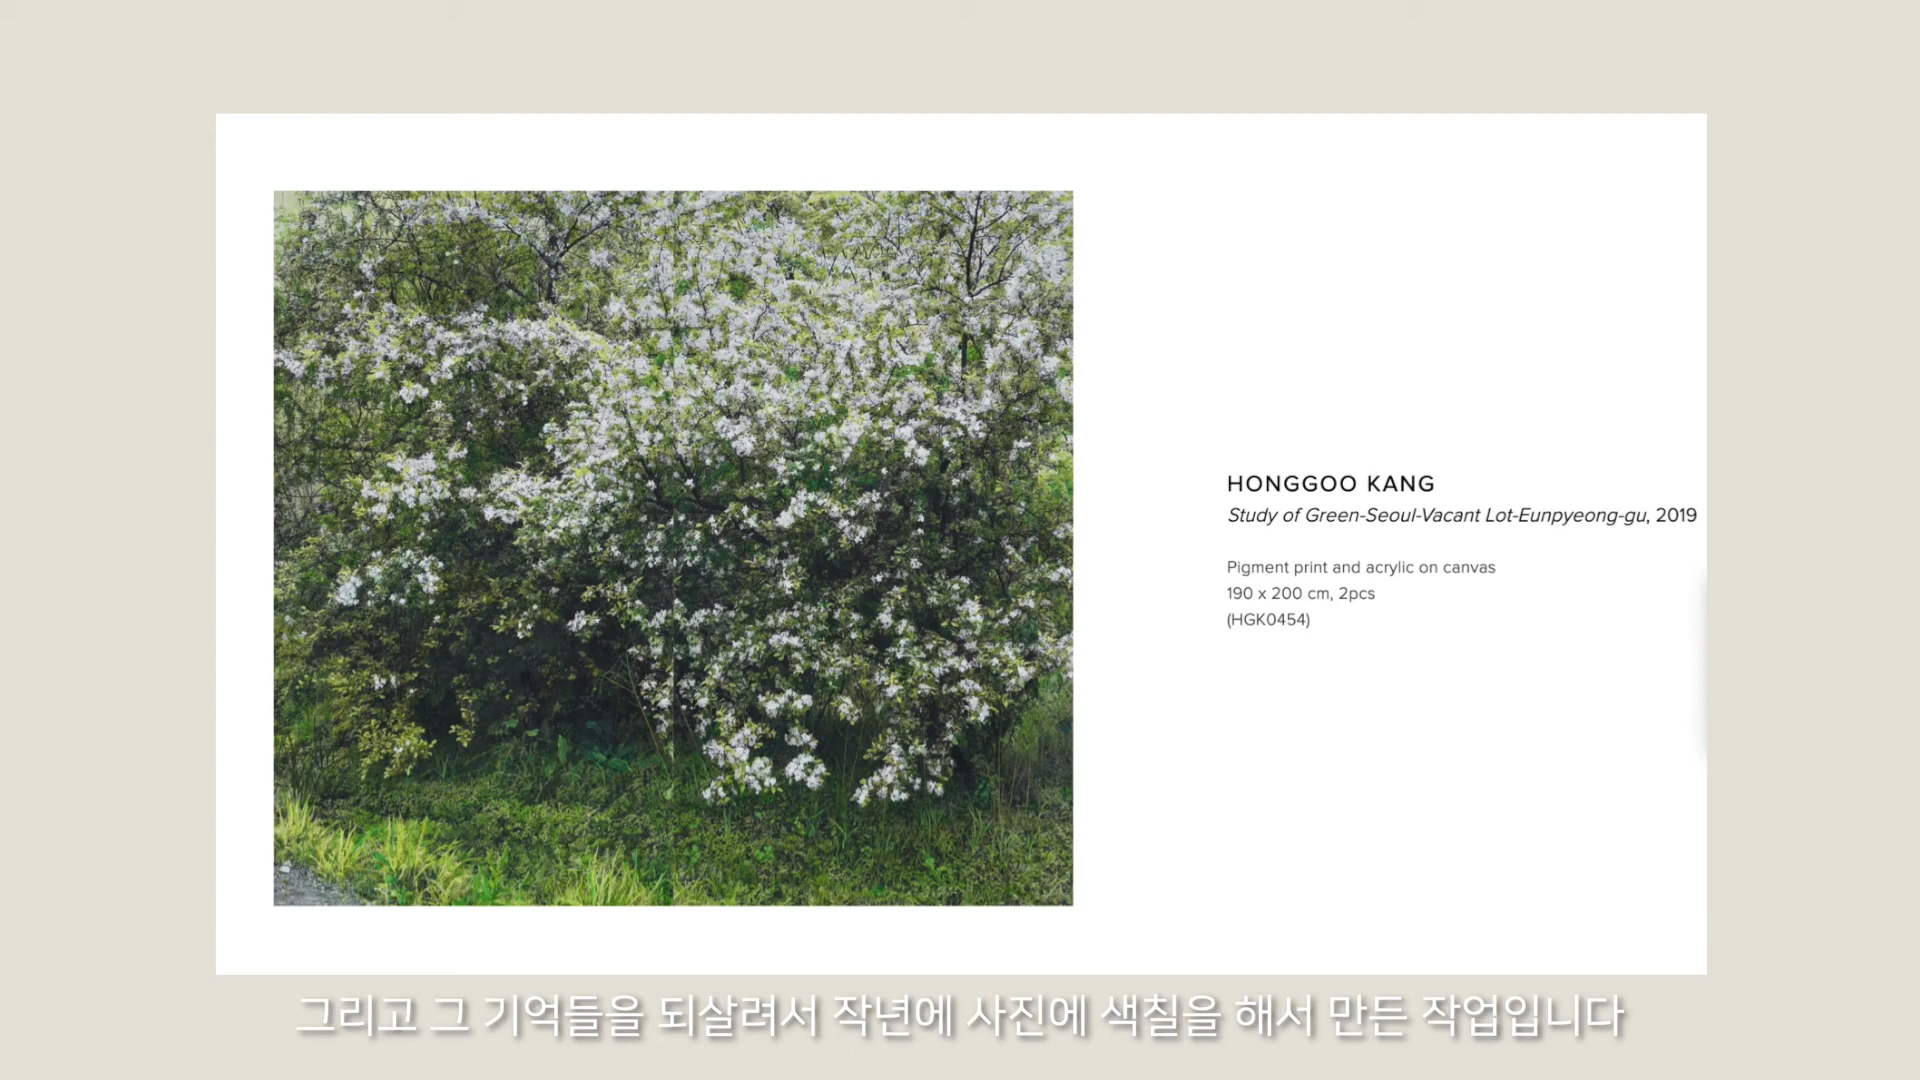 HONGGOO KANG
Study of Green-Seoul-Vacant Lot-Eunpyeong-gu, 2019
Pigment print and acrylic on canvas
190 x 200 cm, 2pcs
(HGK0454)
그리고 그 기억들을 되살려서 작년에 사진에 색칠을 해서 만든 작업입니다